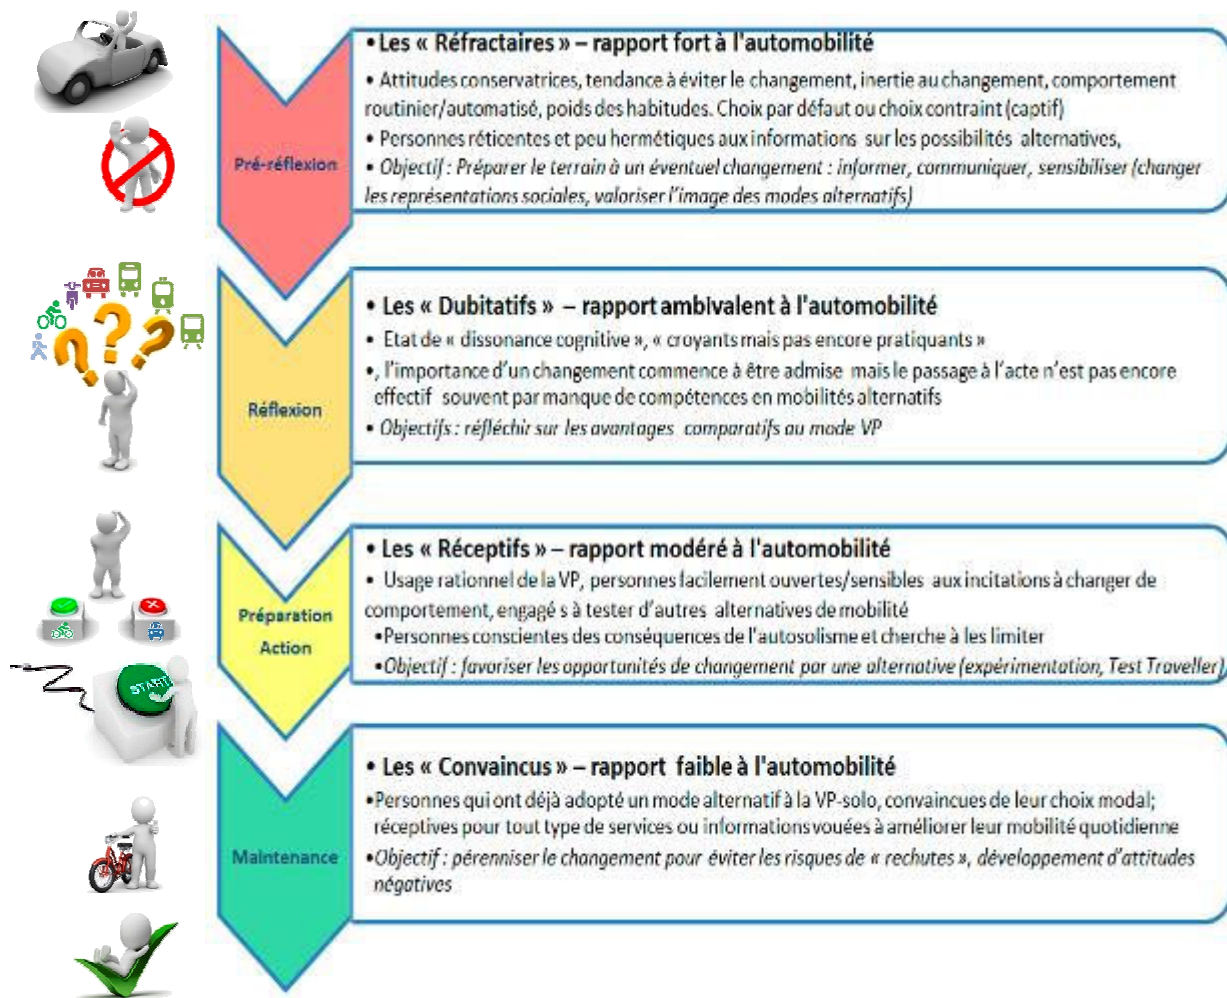 •Les « Réfractaires » – rapport fort à l'automobilité
• Attitudes conservatrices, tendance à éviter le changement, inertie au changement, comportement
routinier/automatisé, poids des habitudes. Choix par défaut ou choix contraint (captif)
• Personnes réticentes et peu hermétiques aux informations sur les possibilités alternatives,
Pré-réflexion
• Objectif : Préparer le terrain à un éventuel changement : informer, communiquer, sensibiliser (changer
les représentations sociales, valoriser l'image des modes alternatifs)
• Les « Dubitatifs » – rapport ambivalent à l'automobilité
• Etat de « dissonance cognitive », « croyants mais pas encore pratiquants »
•, l'importance d'un changement commence à être admise mais le passage à l'acte n'est pas encore
effectif souvent par manque de compétences en mobilités alternatifs
Réflexion
• Objectifs : réfléchir sur les avantages comparatifs au mode VP
• Les « Réceptifs » – rapport modéré à l'automobilité
• Usage rationnel de la VP, personnes facilement ouvertes/sensibles aux incitations à changer de
comportement, engagé s à tester d'autres alternatives de mobilité
Préparation
Action
•Personnes conscientes des conséquences de l'autosolisme et cherche à les limiter
•Objectif : favoriser les opportunités de changement par une alternative (expérimentation, Test Traveller)
START
• Les « Convaincus » – rapport faible à l'automobilité
•Personnes qui ont déjà adopté un mode alternatif à la VP-solo, convaincues de leur choix modal;
réceptives pour tout type de services ou informations vouées à améliorer leur mobilité quotidienne
Maintenance
•Objectif : pérenniser le changement pour éviter les risques de « rechutes », développement d'attitudes
négatives